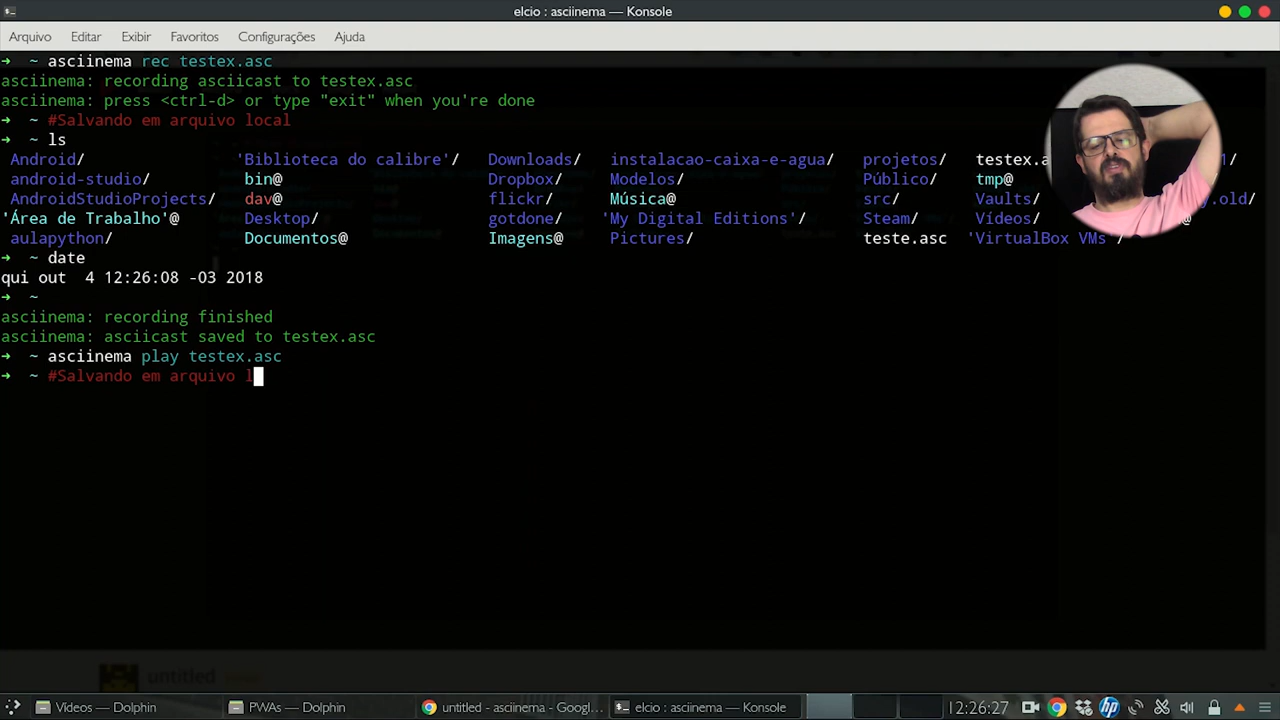 elcio : asciinema — Konsole
Arquivo Editar Exibir Favoritos Configurações Ajuda
➜ ~ asciinema rec testex.asc
asciinema: recording asciicast to testex.asc
asciinema: press <ctrl-d> or type "exit" when you're done
➜ ~ #Salvando em arquivo local
➜ ~ ls
Android/ 'Biblioteca do calibre'/ Downloads/ instalacao-caixa-e-agua/ projetos/ 
android-studio/ bin@ Dropbox/ Modelos/ Público/ tmp@
AndroidStudioProjects/ dav@ flickr/ Música@ src/ Vaults/
'Área de Trabalho'@ Desktop/ gotdone/ 'My Digital Editions'/ Steam/ Vídeos/
aulapython/ Documentos@ Imagens@ Pictures/ teste.asc 'VirtualBox VMs'/
➜ ~ date
qui out 4 12:26:08 -03 2018
➜ ~
asciinema: recording finished
asciinema: asciicast saved to testex.asc
➜ ~ asciinema play testex.asc
➜ ~ #Salvando em arquivo l
untitled
Vídeos — Dolphin PWAs — Dolphin untitled - asciinema - Googl... elcio : asciinema — Konsole 12:26:27